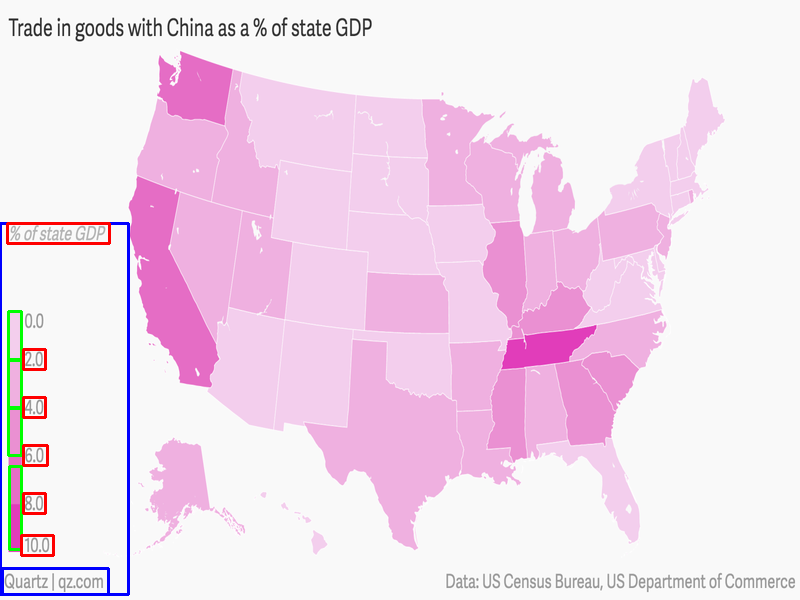 Trade in goods with China as a % of state GDP
% of state GDP
0.0
2.0
4.0
6.0
8.0
10.0
Quartz | qz.com
Data: US Census Bureau, US Department of Commerce